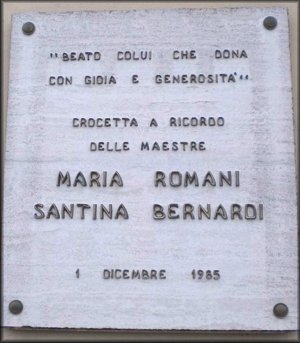 "BEATO COLUI CHE DONA
CON GIOIA E GENEROSITA'"
CROCETTA A RICORDO
DELLE MAESTRE
MARIA ROMANI
SANTINA BERNARDI
1 DICEMBRE 1985